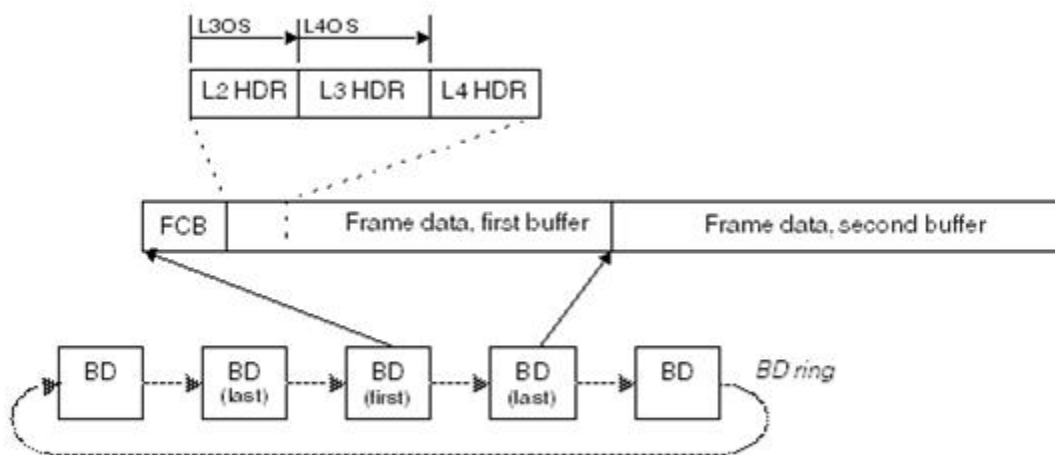 L3OS L4OS
L2 HDR L3 HDR L4 HDR
FCB Frame data, first buffer Frame data, second buffer
BD BD BD BD BD BD ring
(last) (first) (last)